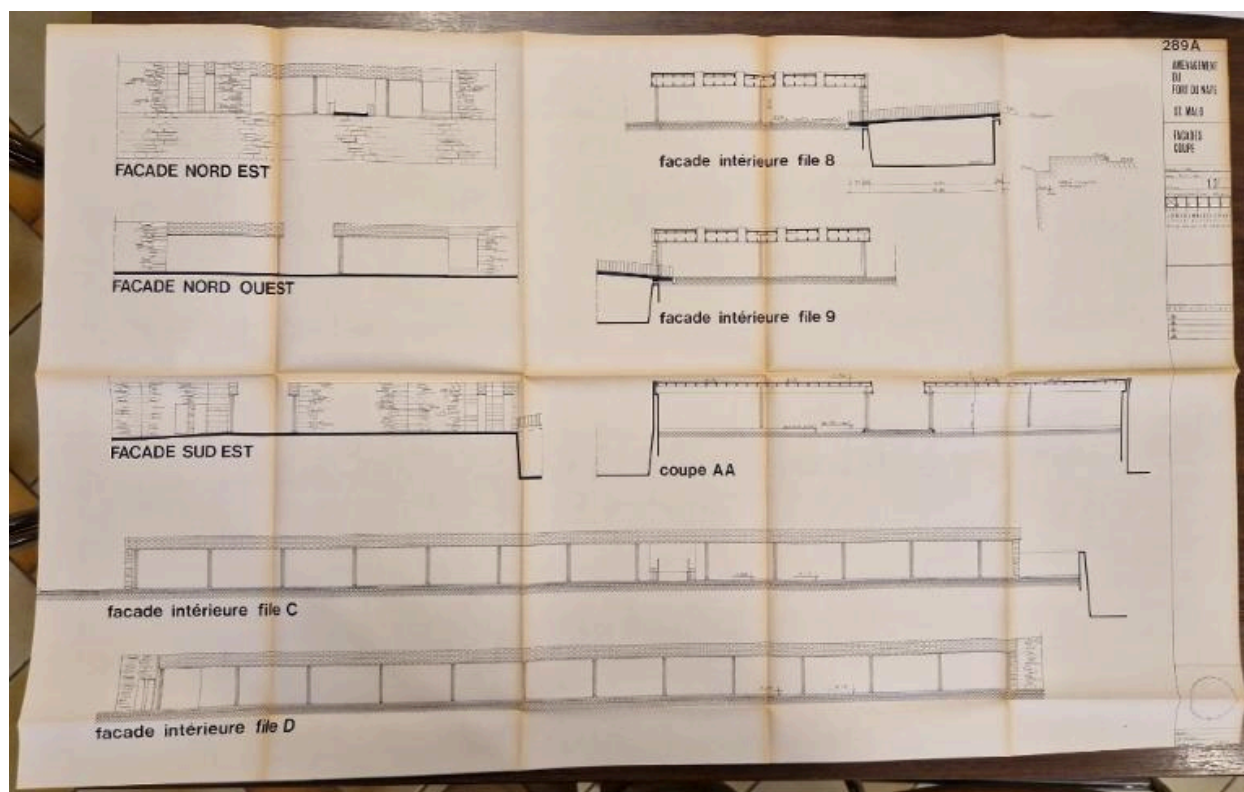 289A
AMENAGEMENT
DU
FORT DU NAYE
ST. MALO
FACADES
COUPE
FACADE NORD EST
facade intérieure file 8
FACADE NORD OUEST
facade intérieure file 9
FACADE SUD EST
coupe AA
facade intérieure file C
facade intérieure file D